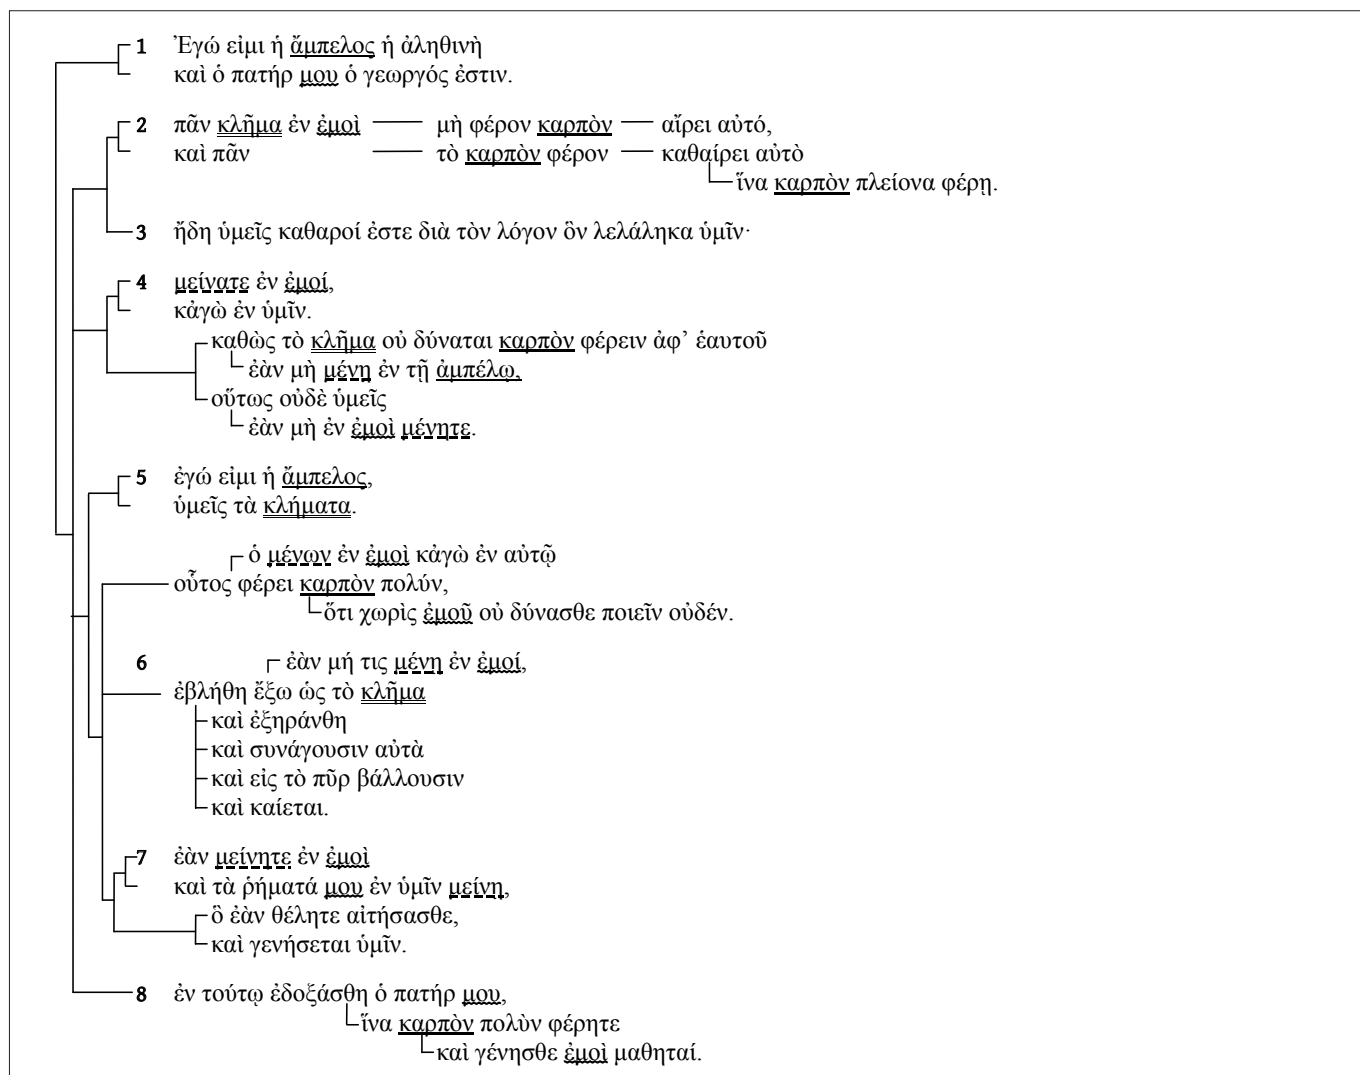 1 Ἐγώ εἰμι ἡ ἄμπελος ἡ ἀληθινὴ
καὶ ὁ πατήρ μου ὁ γεωργός ἐστιν.
2 πᾶν κλῆμα ἐν ἐμοὶ μὴ φέρον καρπὸν αἴρει αὐτό,
καὶ πᾶν τὸ καρπὸν φέρον καθαίρει αὐτὸ
ἵνα καρπὸν πλείονα φέρῃ.
3 ἤδη ὑμεῖς καθαροί ἐστε διὰ τὸν λόγον ὃν λελάληκα ὑμῖν·
4 μείνατε ἐν ἐμοί,
κἀγὼ ἐν ὑμῖν.
καθὼς τὸ κλῆμα οὐ δύναται καρπὸν φέρειν ἀφ’ ἑαυτοῦ
ἐὰν μὴ μένῃ ἐν τῇ ἀμπέλῳ,
οὕτως οὐδὲ ὑμεῖς
ἐὰν μὴ ἐν ἐμοὶ μένητε.
5 ἐγώ εἰμι ἡ ἄμπελος,
ὑμεῖς τὰ κλήματα.
ὁ μένων ἐν ἐμοὶ κἀγὼ ἐν αὐτῷ
οὗτος φέρει καρπὸν πολύν,
ὅτι χωρὶς ἐμοῦ οὐ δύνασθε ποιεῖν οὐδέν.
6 ἐὰν μή τις μένῃ ἐν ἐμοί,
ἐβλήθη ἔξω ὡς τὸ κλῆμα
καὶ ἐξηράνθη
καὶ συνάγουσιν αὐτὰ
καὶ εἰς τὸ πῦρ βάλλουσιν
καὶ καίεται.
7 ἐὰν μείνητε ἐν ἐμοὶ
καὶ τὰ ῥήματά μου ἐν ὑμῖν μείνῃ,
ὃ ἐὰν θέλητε αἰτήσασθε,
καὶ γενήσεται ὑμῖν.
8 ἐν τούτῳ ἐδοξάσθη ὁ πατήρ μου,
ἵνα καρπὸν πολὺν φέρητε
καὶ γένησθε ἐμοὶ μαθηταί.